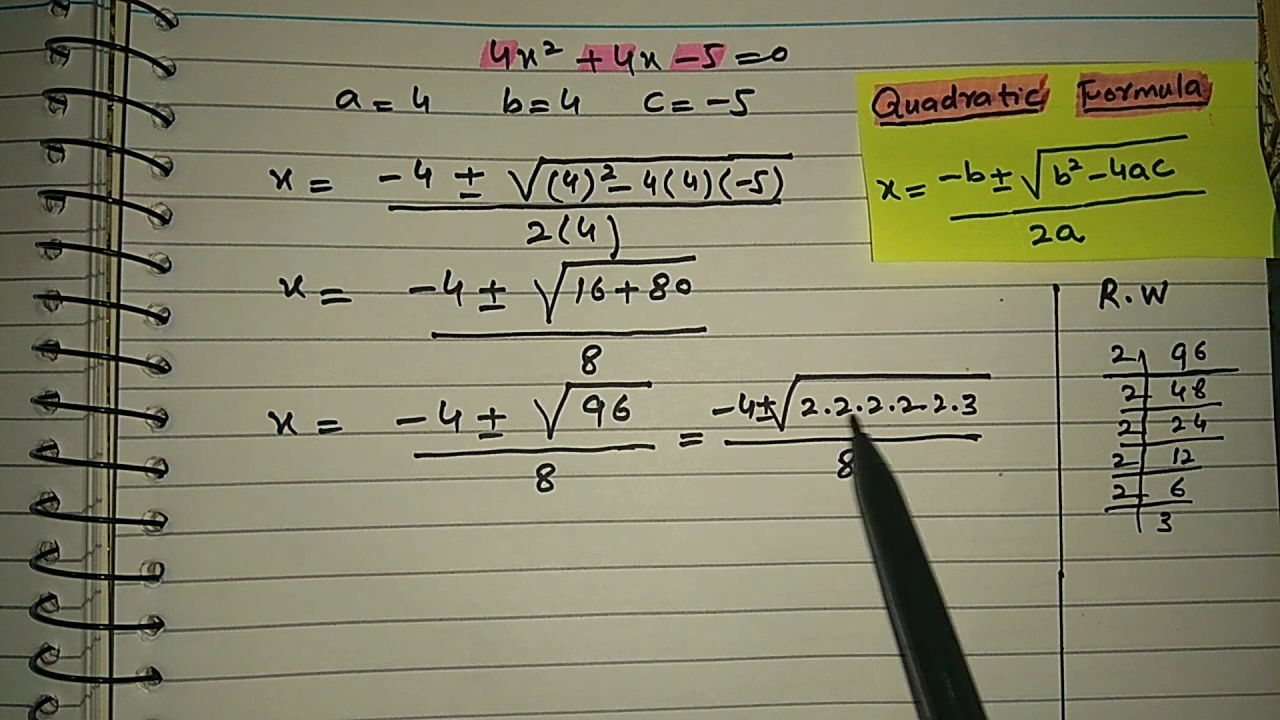 4x² + 4x - 5 = 0
a = 4 b = 4 c = -5
Quadratic Formula
x = (-b ± √(b² - 4ac)) / 2a
x = (-4 ± √((4)² - 4(4)(-5))) / 2(4)
x = (-4 ± √(16 + 80)) / 8
x = (-4 ± √96) / 8 = (-4 ± √(2.2.2.2.2.3)) / 8
R.W
2 96
2 48
2 24
2 12
2 6
3